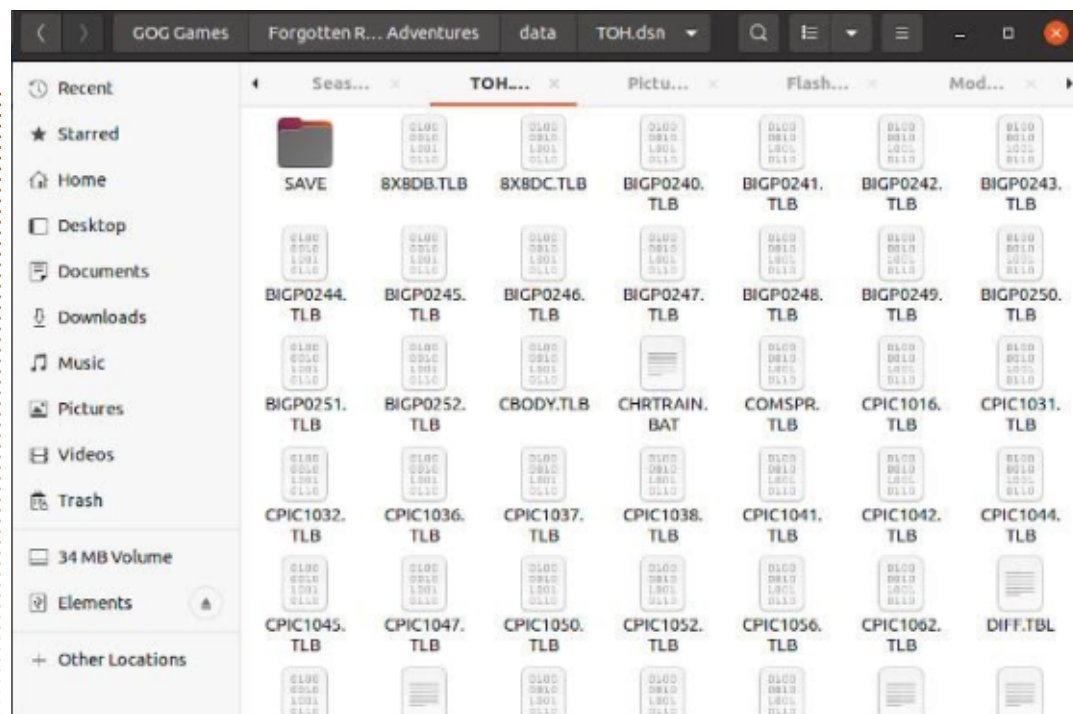 GOG Games Forgotten R... Adventures data TOH.dsn
Recent
Starred
Home
Desktop
Documents
Downloads
Music
Pictures
Videos
Trash
34 MB Volume
Elements
+ Other Locations
Seas... TOH.... Pictu... Flash... Mod...
SAVE 8X8DB.TLB 8X8DC.TLB BIGP0240. BIGP0241. BIGP0242. BIGP0243.
TLB TLB TLB TLB
BIGP0244. BIGP0245. BIGP0246. BIGP0247. BIGP0248. BIGP0249. BIGP0250.
TLB TLB TLB TLB TLB TLB TLB
BIGP0251. BIGP0252. CBODY.TLB CHRTRAIN. COMSPR. CPIC1016. CPIC1031.
TLB TLB BAT TLB TLB TLB
CPIC1032. CPIC1036. CPIC1037. CPIC1038. CPIC1041. CPIC1042. CPIC1044.
TLB TLB TLB TLB TLB TLB TLB
CPIC1045. CPIC1047. CPIC1050. CPIC1052. CPIC1056. CPIC1062. DIFF.TBL
TLB TLB TLB TLB TLB TLB